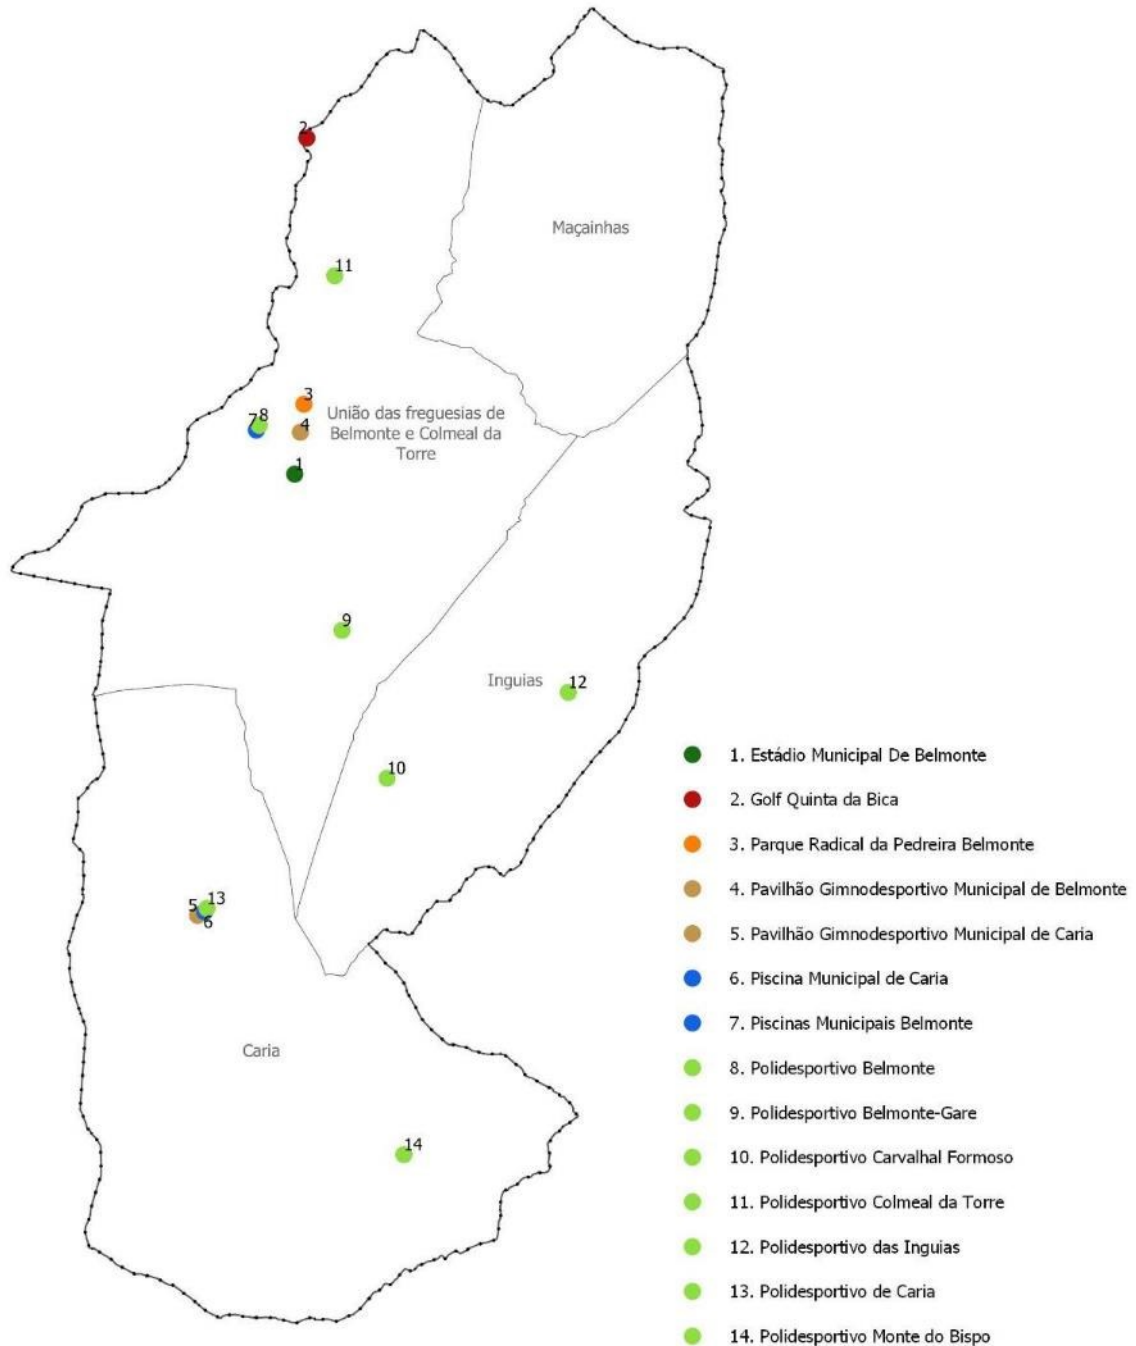 2
Maçainhas
11
3
União das freguesias de
8
7
4
Belmonte e Colmeal da
Torre
1
9
Inguias
12
10
5
13
6
Caria
14
1. Estádio Municipal De Belmonte
2. Golf Quinta da Bica
3. Parque Radical da Pedreira Belmonte
4. Pavilhão Gimnodesportivo Municipal de Belmonte
5. Pavilhão Gimnodesportivo Municipal de Caria
6. Piscina Municipal de Caria
7. Piscinas Municipais Belmonte
8. Polidesportivo Belmonte
9. Polidesportivo Belmonte-Gare
10. Polidesportivo Carvalhal Formoso
11. Polidesportivo Colmeal da Torre
12. Polidesportivo das Inguias
13. Polidesportivo de Caria
14. Polidesportivo Monte do Bispo